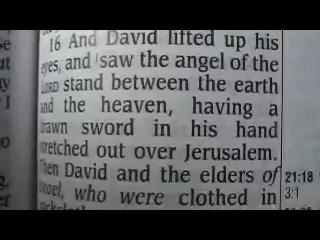 16 And David lifted up his
eyes, and saw the angel of the
LORD stand between the earth
and the heaven, having a
drawn sword in his hand
stretched out over Jerusalem.
Then David and the elders of
Israel, who were clothed in
21:18
3:1